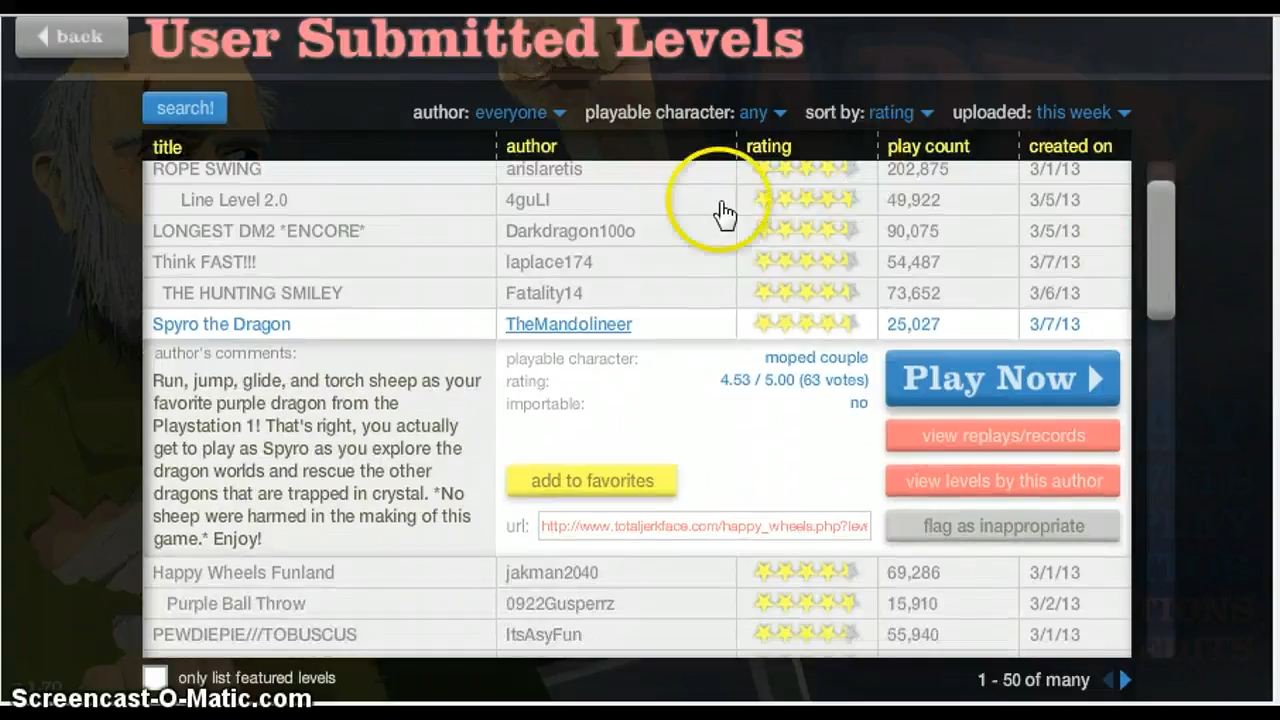 back
User Submitted Levels
search!
author: everyone playable character: any sort by: rating uploaded: this week
title author rating play count created on
ROPE SWING arislaretis 202,875 3/1/13
Line Level 2.0 4guLI 49,922 3/5/13
LONGEST DM2 *ENCORE* Darkdragon100o 90,075 3/5/13
Think FAST!!! laplace174 54,487 3/7/13
THE HUNTING SMILEY Fatality14 73,652 3/6/13
Spyro the Dragon TheMandolineer 25,027 3/7/13
author's comments:
Run, jump, glide, and torch sheep as your
favorite purple dragon from the
Playstation 1! That's right, you actually
get to play as Spyro as you explore the
dragon worlds and rescue the other
dragons that are trapped in crystal. *No
sheep were harmed in the making of this
game.* Enjoy!
playable character: moped couple
rating: 4.53 / 5.00 (63 votes)
importable: no
add to favorites
url: http://www.totaljerkface.com/happy_wheels.php?leve
Play Now
view replays/records
view levels by this author
flag as inappropriate
Happy Wheels Funland jakman2040 69,286 3/1/13
Purple Ball Throw 0922Gusperrz 15,910 3/2/13
PEWDIEPIE///TOBUSCUS ItsAsyFun 55,940 3/1/13
only list featured levels
1 - 50 of many
Screencast-O-Matic.com